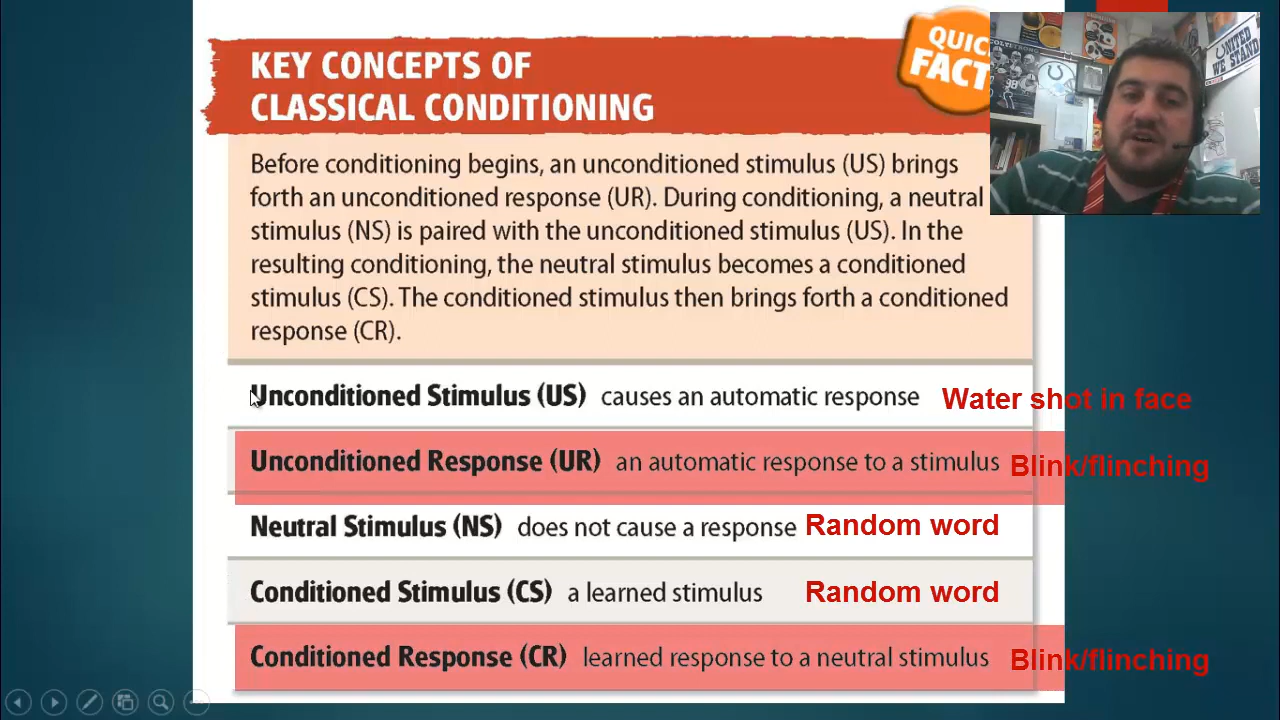 KEY CONCEPTS OF
CLASSICAL CONDITIONING
QUIC
FACT
UNITED
WE STAND
Before conditioning begins, an unconditioned stimulus (US) brings
forth an unconditioned response (UR). During conditioning, a neutral
stimulus (NS) is paired with the unconditioned stimulus (US). In the
resulting conditioning, the neutral stimulus becomes a conditioned
stimulus (CS). The conditioned stimulus then brings forth a conditioned
response (CR).
Unconditioned Stimulus (US) causes an automatic response Water shot in face
Unconditioned Response (UR) an automatic response to a stimulus Blink/flinching
Neutral Stimulus (NS) does not cause a response Random word
Conditioned Stimulus (CS) a learned stimulus Random word
Conditioned Response (CR) learned response to a neutral stimulus Blink/flinching